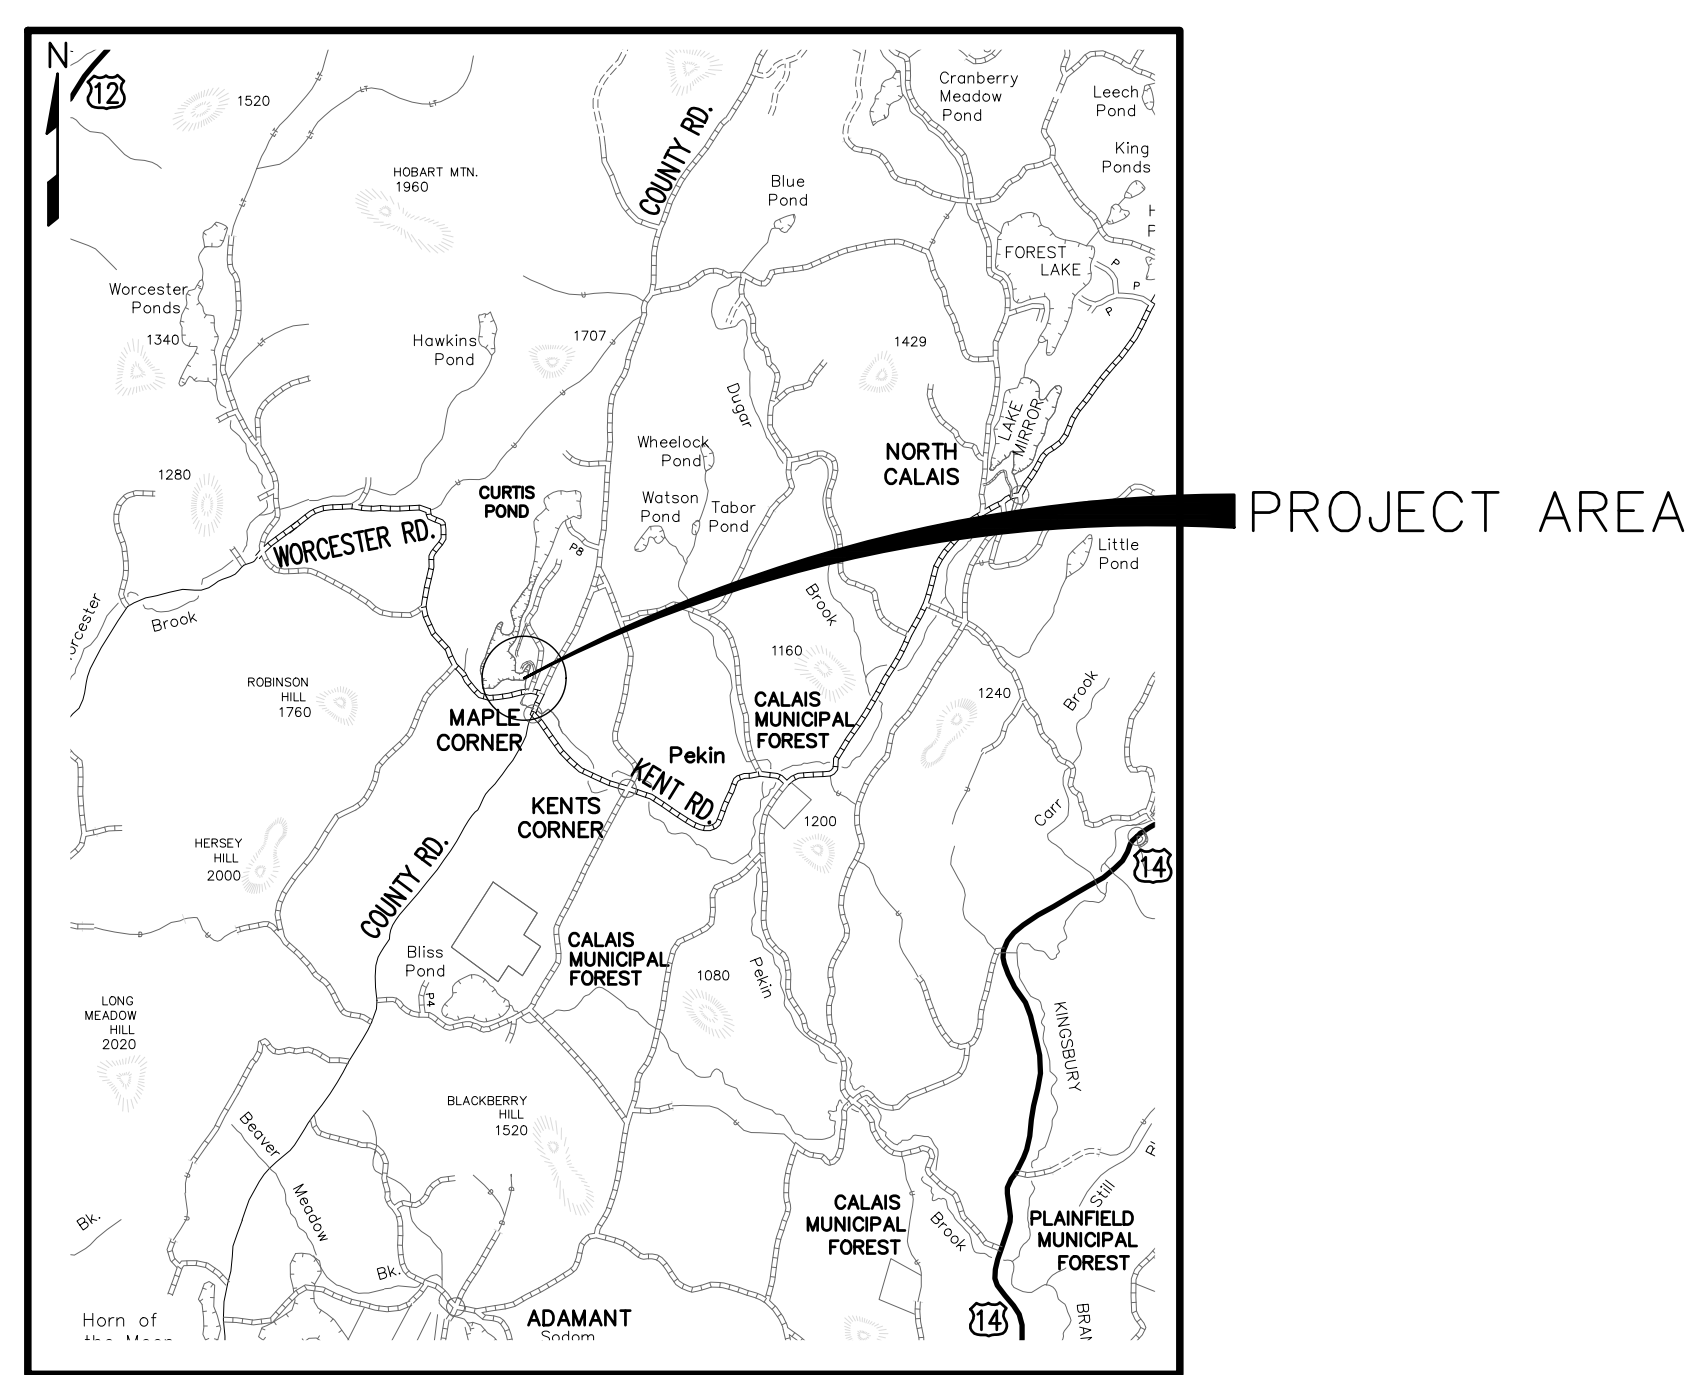 N
12
1520
HOBART MTN.
1960
COUNTY RD.
Cranberry
Meadow
Pond
Leech
Pond
King
Ponds
Blue
Pond
FOREST
LAKE
P
P
P
Worcester
Ponds
1340
Hawkins
Pond
1707
1429
Dugar
LAKE
MIRROR
Wheelock
Pond
NORTH
CALAIS
1280
CURTIS
POND
Watson
Pond
Tabor
Pond
PROJECT AREA
WORCESTER RD.
P8
Little
Pond
Brook
Brook
1160
ROBINSON
HILL
1760
MAPLE
CORNER
CALAIS
MUNICIPAL
FOREST
1240
Brook
Pekin
KENT RD.
KENTS
CORNER
Carr
1200
HERSEY
HILL
2000
COUNTY RD.
14
Bliss
Pond
P4
CALAIS
MUNICIPAL
FOREST
1080
Pekin
LONG
MEADOW
HILL
2020
KINGSBURY
BLACKBERRY
HILL
1520
Beaver
Meadow
Bk.
Bk.
CALAIS
MUNICIPAL
FOREST
Brook
Still
PLAINFIELD
MUNICIPAL
FOREST
14
Horn of
ADAMANT
Sodom